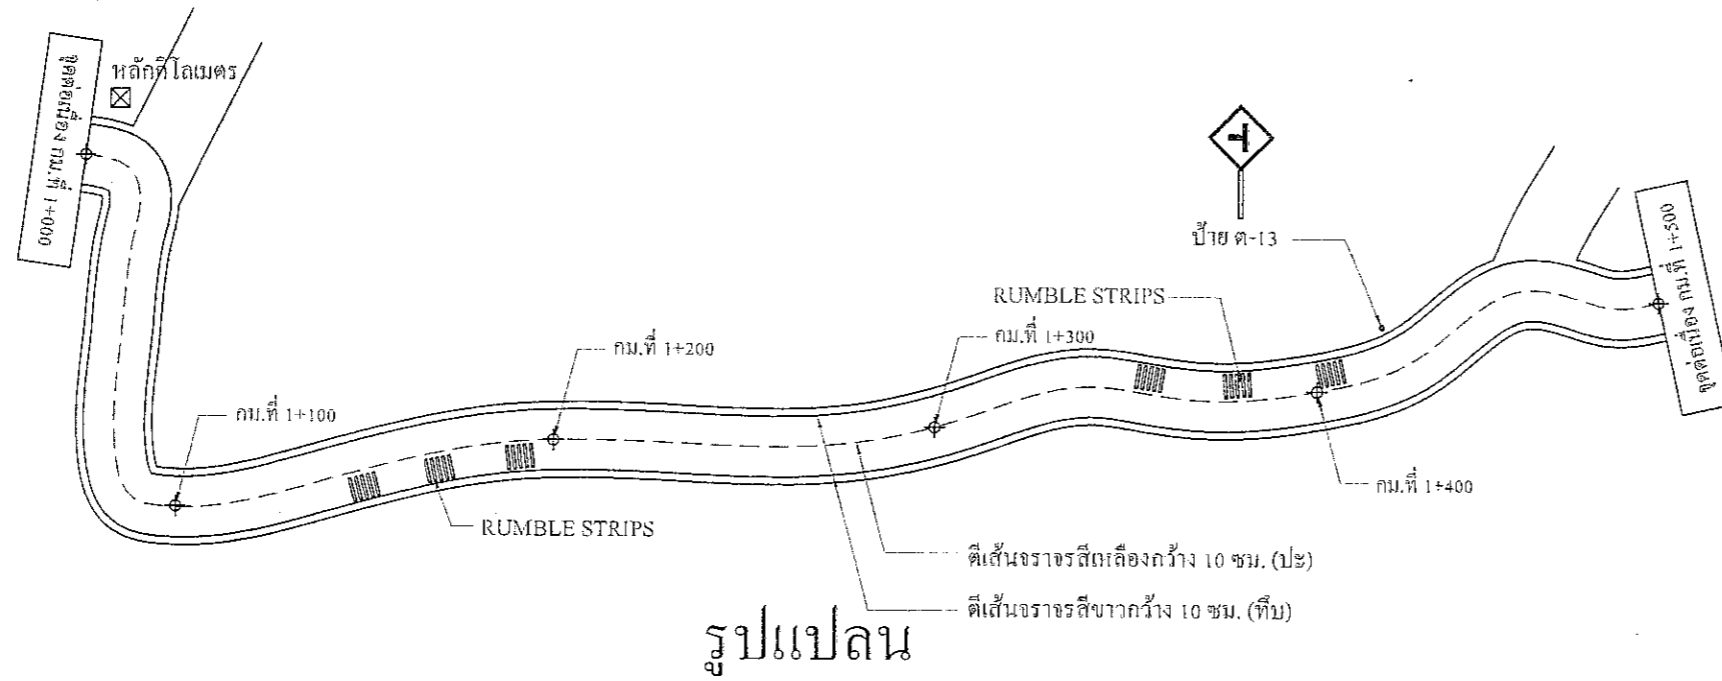 หลักกิโลเมตร
จุดต่อเนื่อง กม.ที่ 1+000
ป้าย ต-13
RUMBLE STRIPS
จุดต่อเนื่อง กม.ที่ 1+500
กม.ที่ 1+200
กม.ที่ 1+300
กม.ที่ 1+100
กม.ที่ 1+400
RUMBLE STRIPS
ตีเส้นจราจรสีเหลืองกว้าง 10 ซม. (ปะ)
ตีเส้นจราจรสีขาวกว้าง 10 ซม. (ทึบ)
รูปแปลน